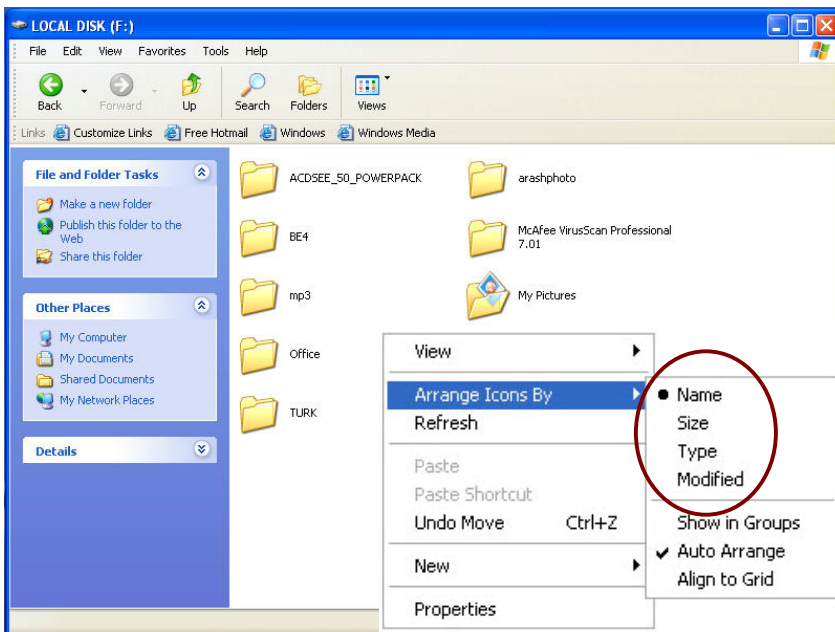 LOCAL DISK (F:)
File Edit View Favorites Tools Help
Back Forward Up Search Folders Views
Links Customize Links Free Hotmail Windows Windows Media
File and Folder Tasks
Make a new folder
Publish this folder to the
Web
Share this folder
Other Places
My Computer
My Documents
Shared Documents
My Network Places
Details
ACDSEE_50_POWERPACK
arashphoto
BE4
McAfee VirusScan Professional
7.01
mp3
My Pictures
Office
TURK
View
Arrange Icons By
Refresh
Paste
Paste Shortcut
Undo Move Ctrl+Z
New
Properties
Name
Size
Type
Modified
Show in Groups
Auto Arrange
Align to Grid